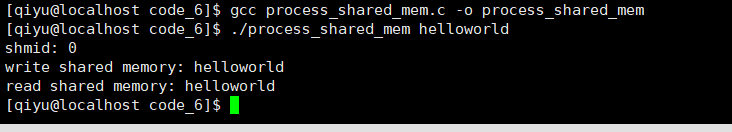 [qiyu@localhost code_6]$ gcc process_shared_mem.c -o process_shared_mem
[qiyu@localhost code_6]$ ./process_shared_mem helloworld
shmid: 0
write shared memory: helloworld
read shared memory: helloworld
[qiyu@localhost code_6]$